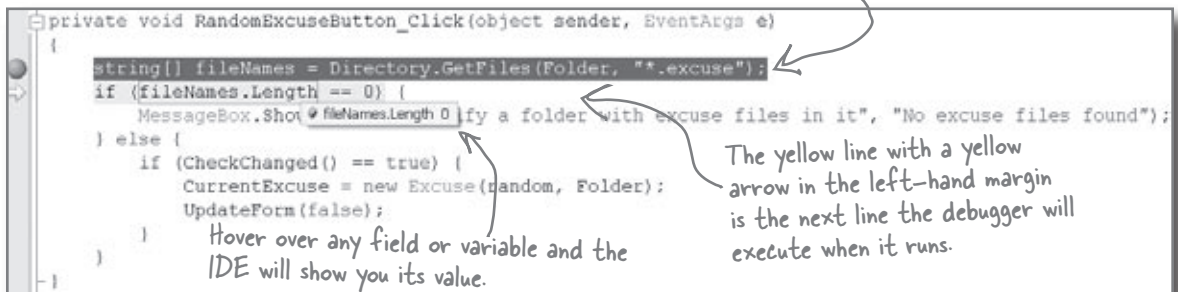 private void RandomExcuseButton_Click(object sender, EventArgs e)
{
string[] fileNames = Directory.GetFiles(Folder, "*.excuse");
if (fileNames.Length == 0) {
MessageBox.Sho fileNames.Length 0 ify a folder with excuse files in it", "No excuse files found");
} else {
if (CheckChanged() == true) {
CurrentExcuse = new Excuse(random, Folder);
UpdateForm(false);
}
}
}
The yellow line with a yellow
arrow in the left-hand margin
is the next line the debugger will
execute when it runs.
Hover over any field or variable and the
IDE will show you its value.